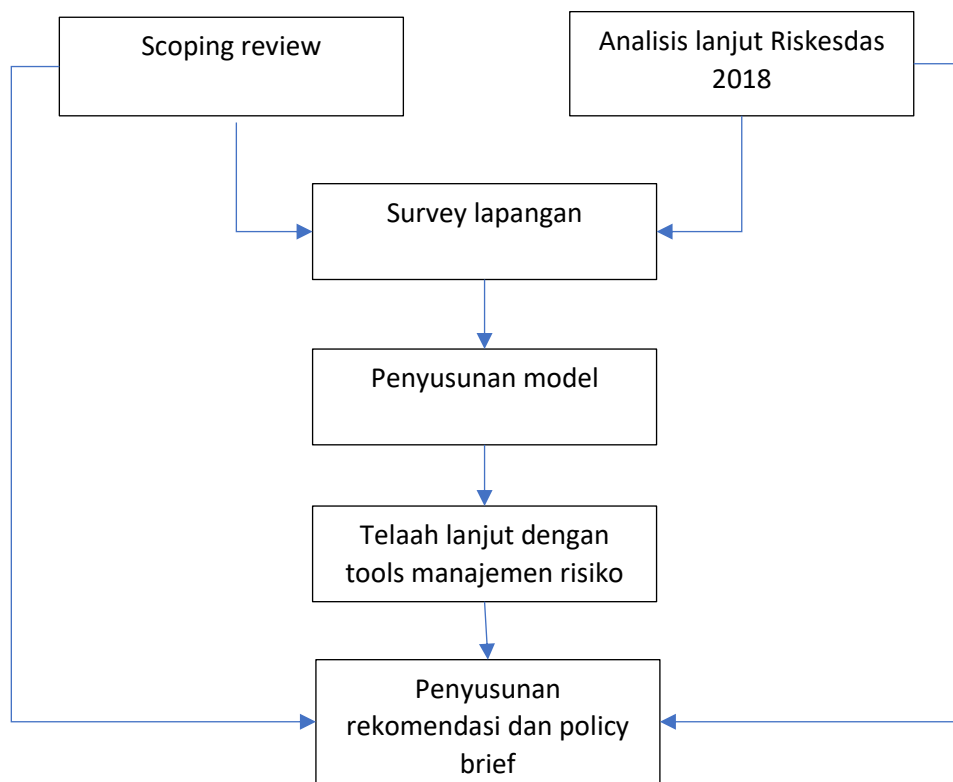 Scoping review
Analisis lanjut Riskesdas
2018
Survey lapangan
Penyusunan model
Telaah lanjut dengan
tools manajemen risiko
Penyusunan
rekomendasi dan policy
brief